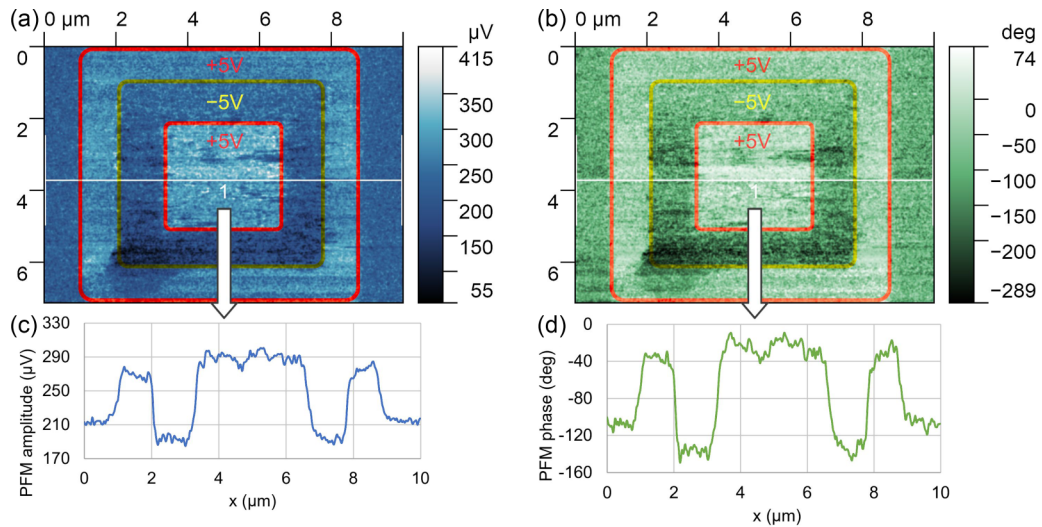 (a) 0 µm 2 4 6 8 µV
0
2
4
6
+5V
−5V
+5V
1
415
350
300
250
200
150
55
(b) 0 µm 2 4 6 8 deg
0
2
4
6
+5V
−5V
+5V
1
74
0
−50
−100
−150
−200
−289
(c)
PFM amplitude (µV)
330
290
250
210
170
0 2 4 6 8 10
x (µm)
(d)
PFM phase (deg)
0
-40
-80
-120
-160
0 2 4 6 8 10
x (µm)